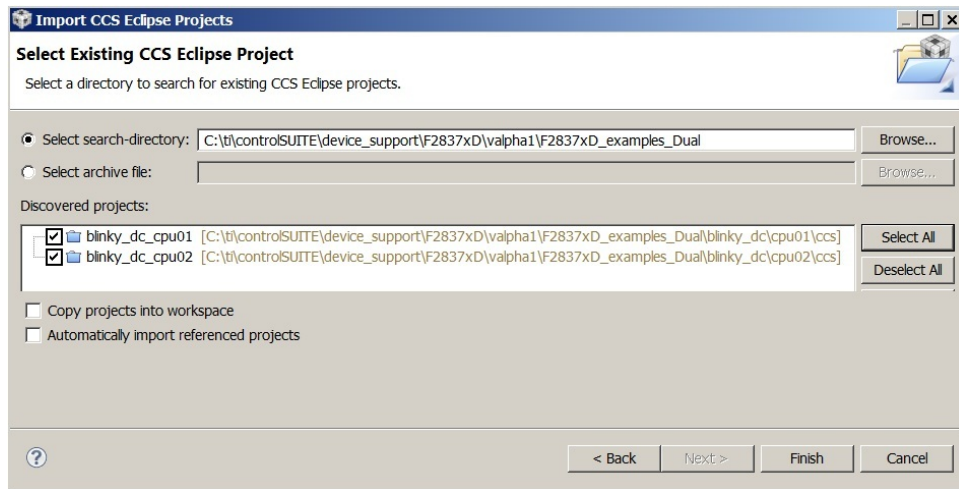 Import CCS Eclipse Projects
Select Existing CCS Eclipse Project
Select a directory to search for existing CCS Eclipse projects.
Select search-directory: C:\ti\controlSUITE\device_support\F2837xD\valpha1\F2837xD_examples_Dual Browse...
Select archive file: Browse...
Discovered projects:
blinky_dc_cpu01 [C:\ti\controlSUITE\device_support\F2837xD\valpha1\F2837xD_examples_Dual\blinky_dc\cpu01\ccs] Select All
blinky_dc_cpu02 [C:\ti\controlSUITE\device_support\F2837xD\valpha1\F2837xD_examples_Dual\blinky_dc\cpu02\ccs]
Deselect All
Copy projects into workspace
Automatically import referenced projects
? < Back Next > Finish Cancel